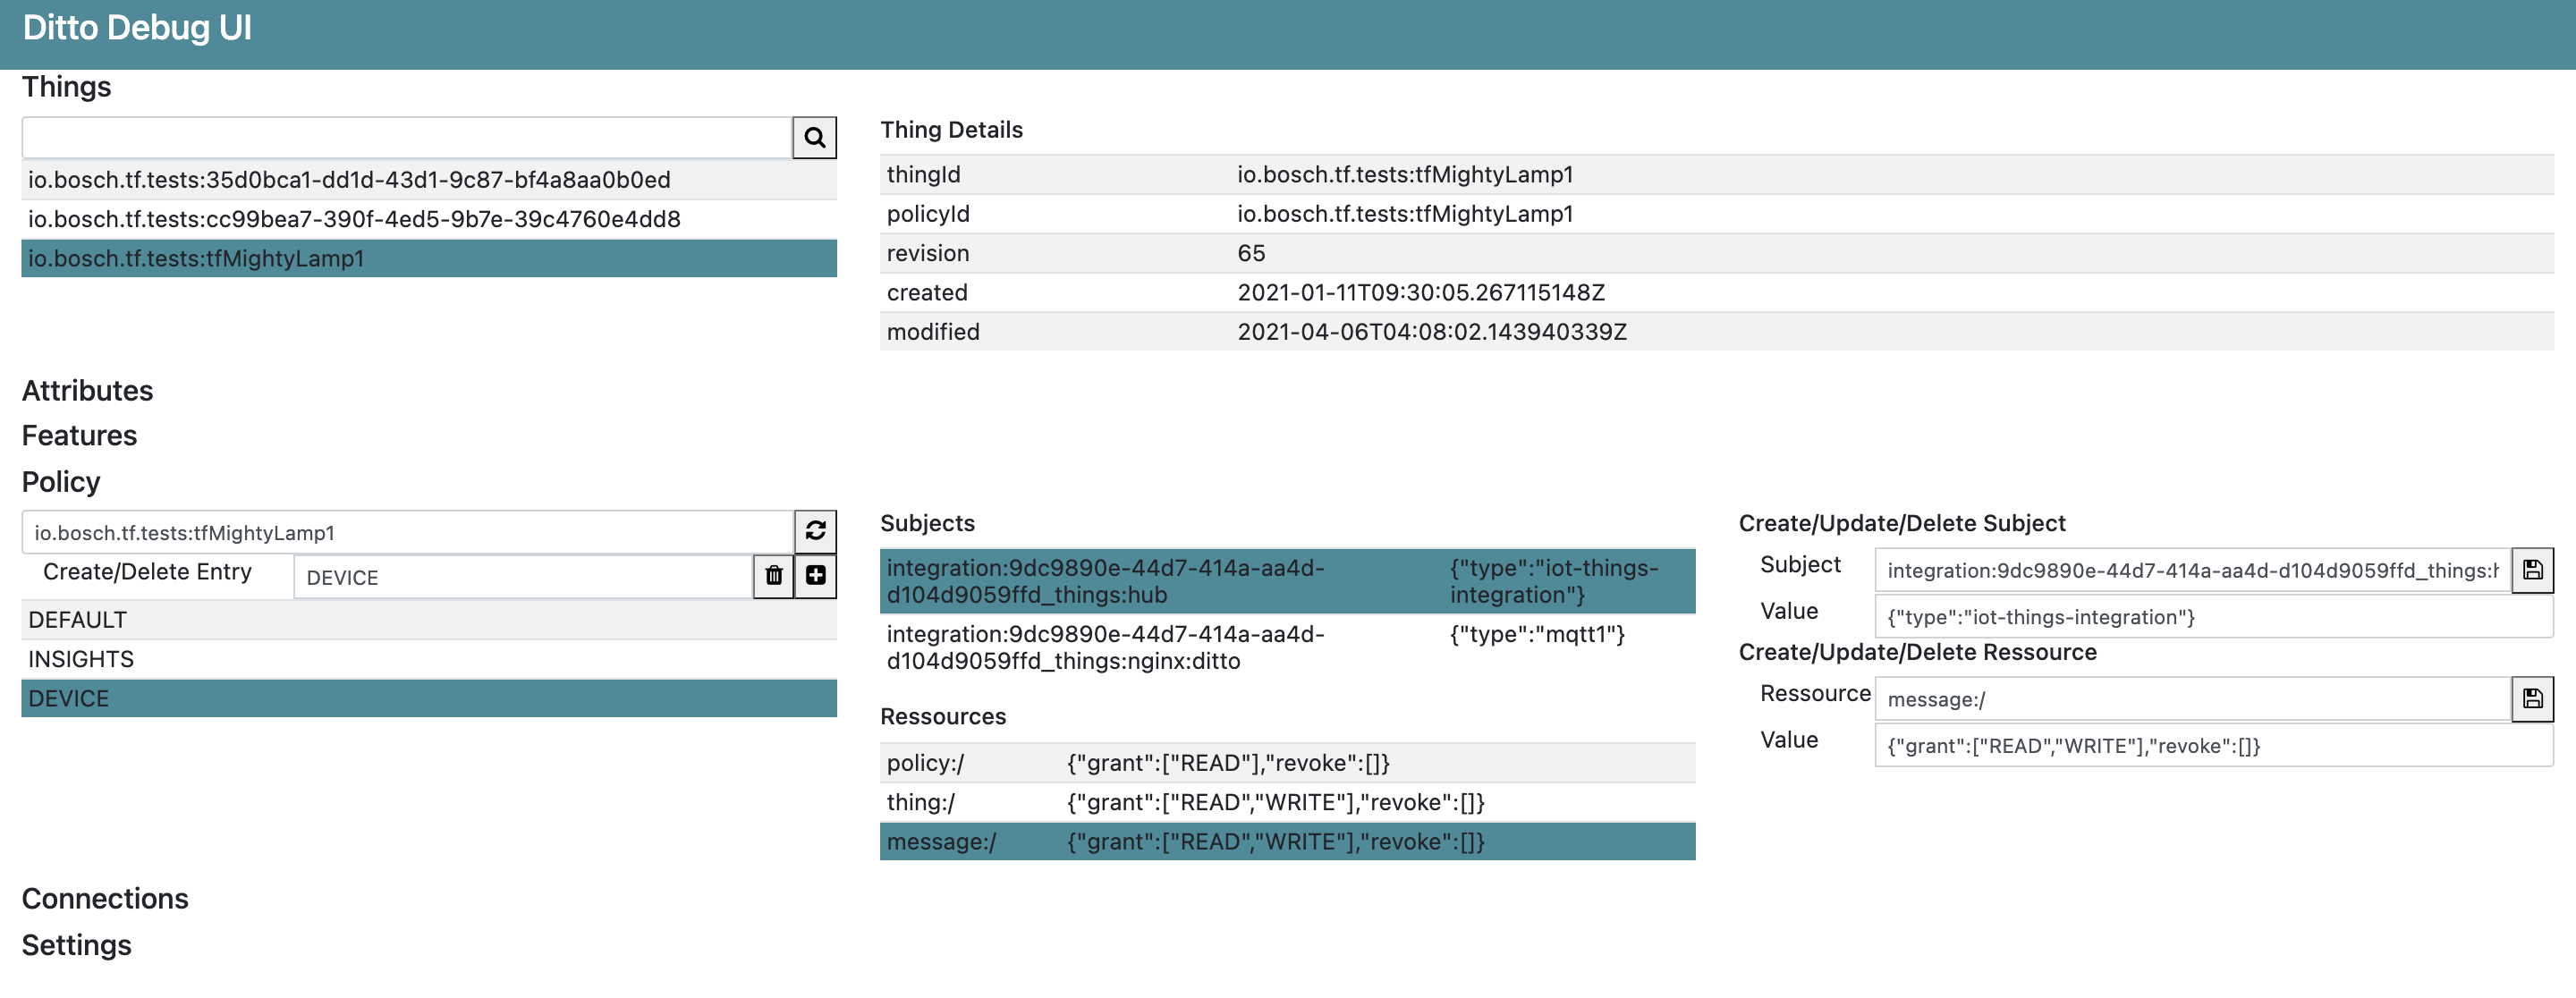 Ditto Debug UI
Things
io.bosch.tf.tests:35d0bca1-dd1d-43d1-9c87-bf4a8aa0b0ed
io.bosch.tf.tests:cc99bea7-390f-4ed5-9b7e-39c4760e4dd8
io.bosch.tf.tests:tfMightyLamp1
Thing Details
thingId io.bosch.tf.tests:tfMightyLamp1
policyId io.bosch.tf.tests:tfMightyLamp1
revision 65
created 2021-01-11T09:30:05.267115148Z
modified 2021-04-06T04:08:02.143940339Z
Attributes
Features
Policy
io.bosch.tf.tests:tfMightyLamp1
Create/Delete Entry DEVICE
DEFAULT
INSIGHTS
DEVICE
Subjects
integration:9dc9890e-44d7-414a-aa4d- {"type":"iot-things-
d104d9059ffd_things:hub integration"}
integration:9dc9890e-44d7-414a-aa4d- {"type":"mqtt1"}
d104d9059ffd_things:nginx:ditto
Ressources
policy:/ {"grant":["READ"],"revoke":[]}
thing:/ {"grant":["READ","WRITE"],"revoke":[]}
message:/ {"grant":["READ","WRITE"],"revoke":[]}
Create/Update/Delete Subject
Subject integration:9dc9890e-44d7-414a-aa4d-d104d9059ffd_things:h
Value {"type":"iot-things-integration"}
Create/Update/Delete Ressource
Ressource message:/
Value {"grant":["READ","WRITE"],"revoke":[]}
Connections
Settings